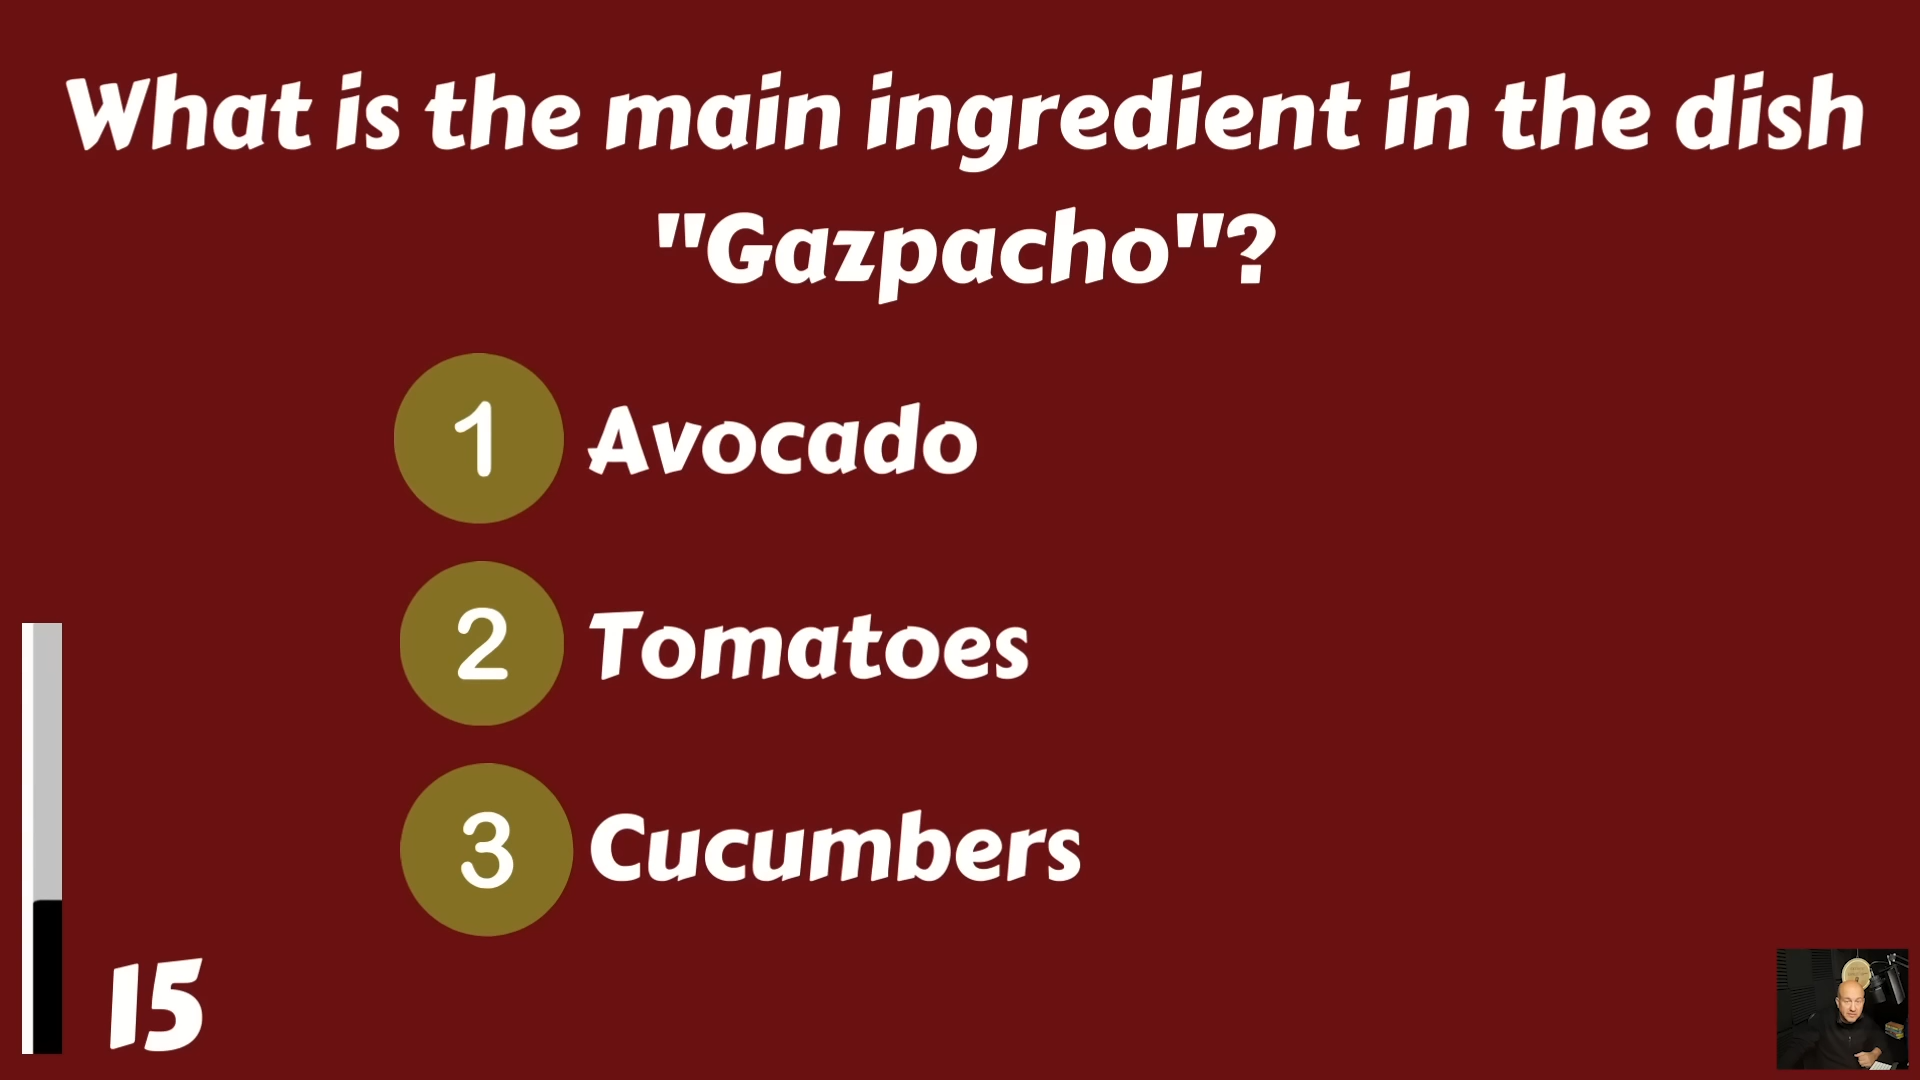 What is the main ingredient in the dish
"Gazpacho"?
1 Avocado
2 Tomatoes
3 Cucumbers
15